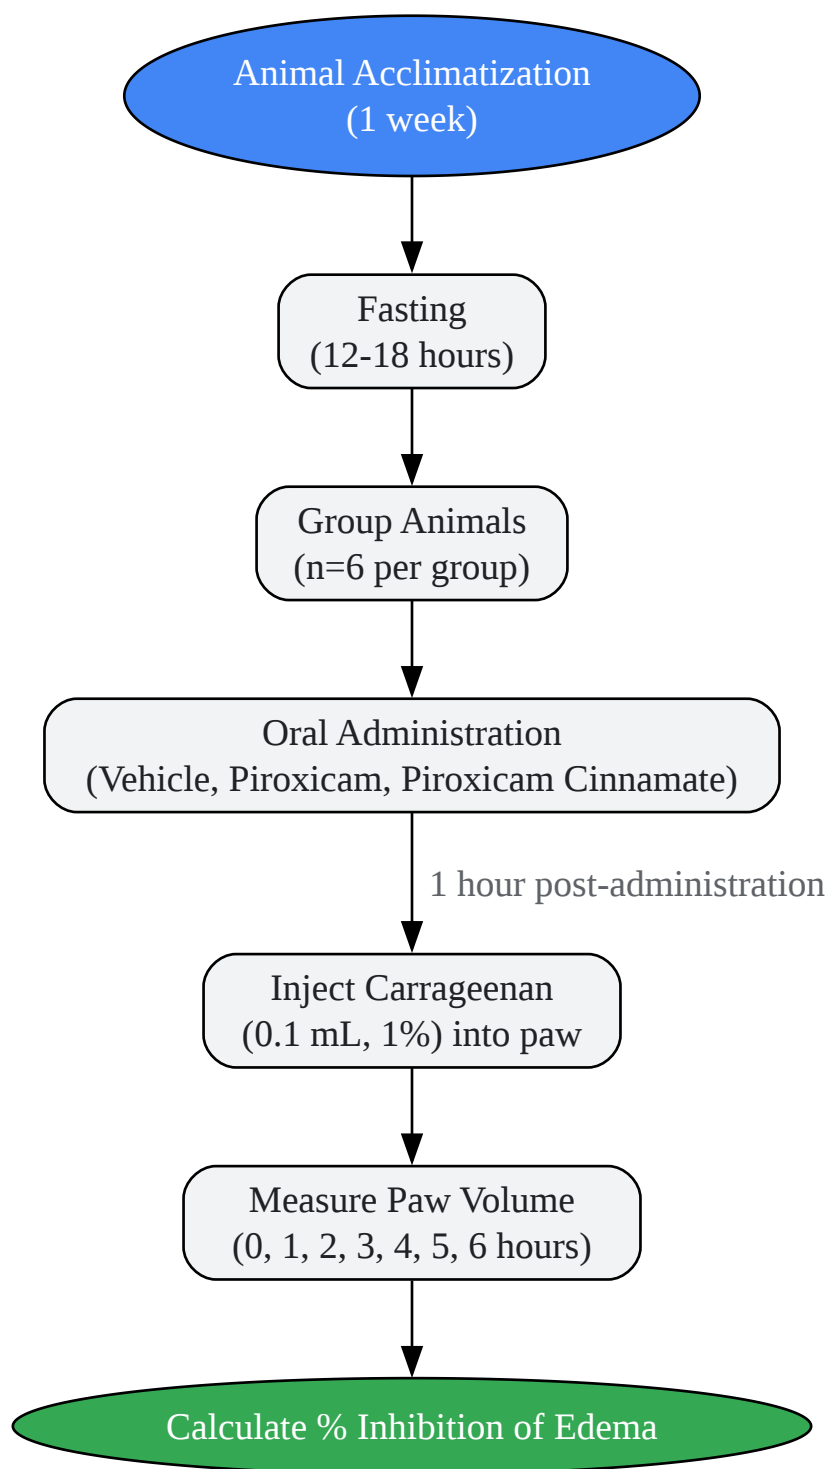 Animal Acclimatization
(1 week)
Fasting
(12-18 hours)
Group Animals
(n=6 per group)
Oral Administration
(Vehicle, Piroxicam, Piroxicam Cinnamate)
1 hour post-administration
Inject Carrageenan
(0.1 mL, 1%) into paw
Measure Paw Volume
(0, 1, 2, 3, 4, 5, 6 hours)
Calculate % Inhibition of Edema